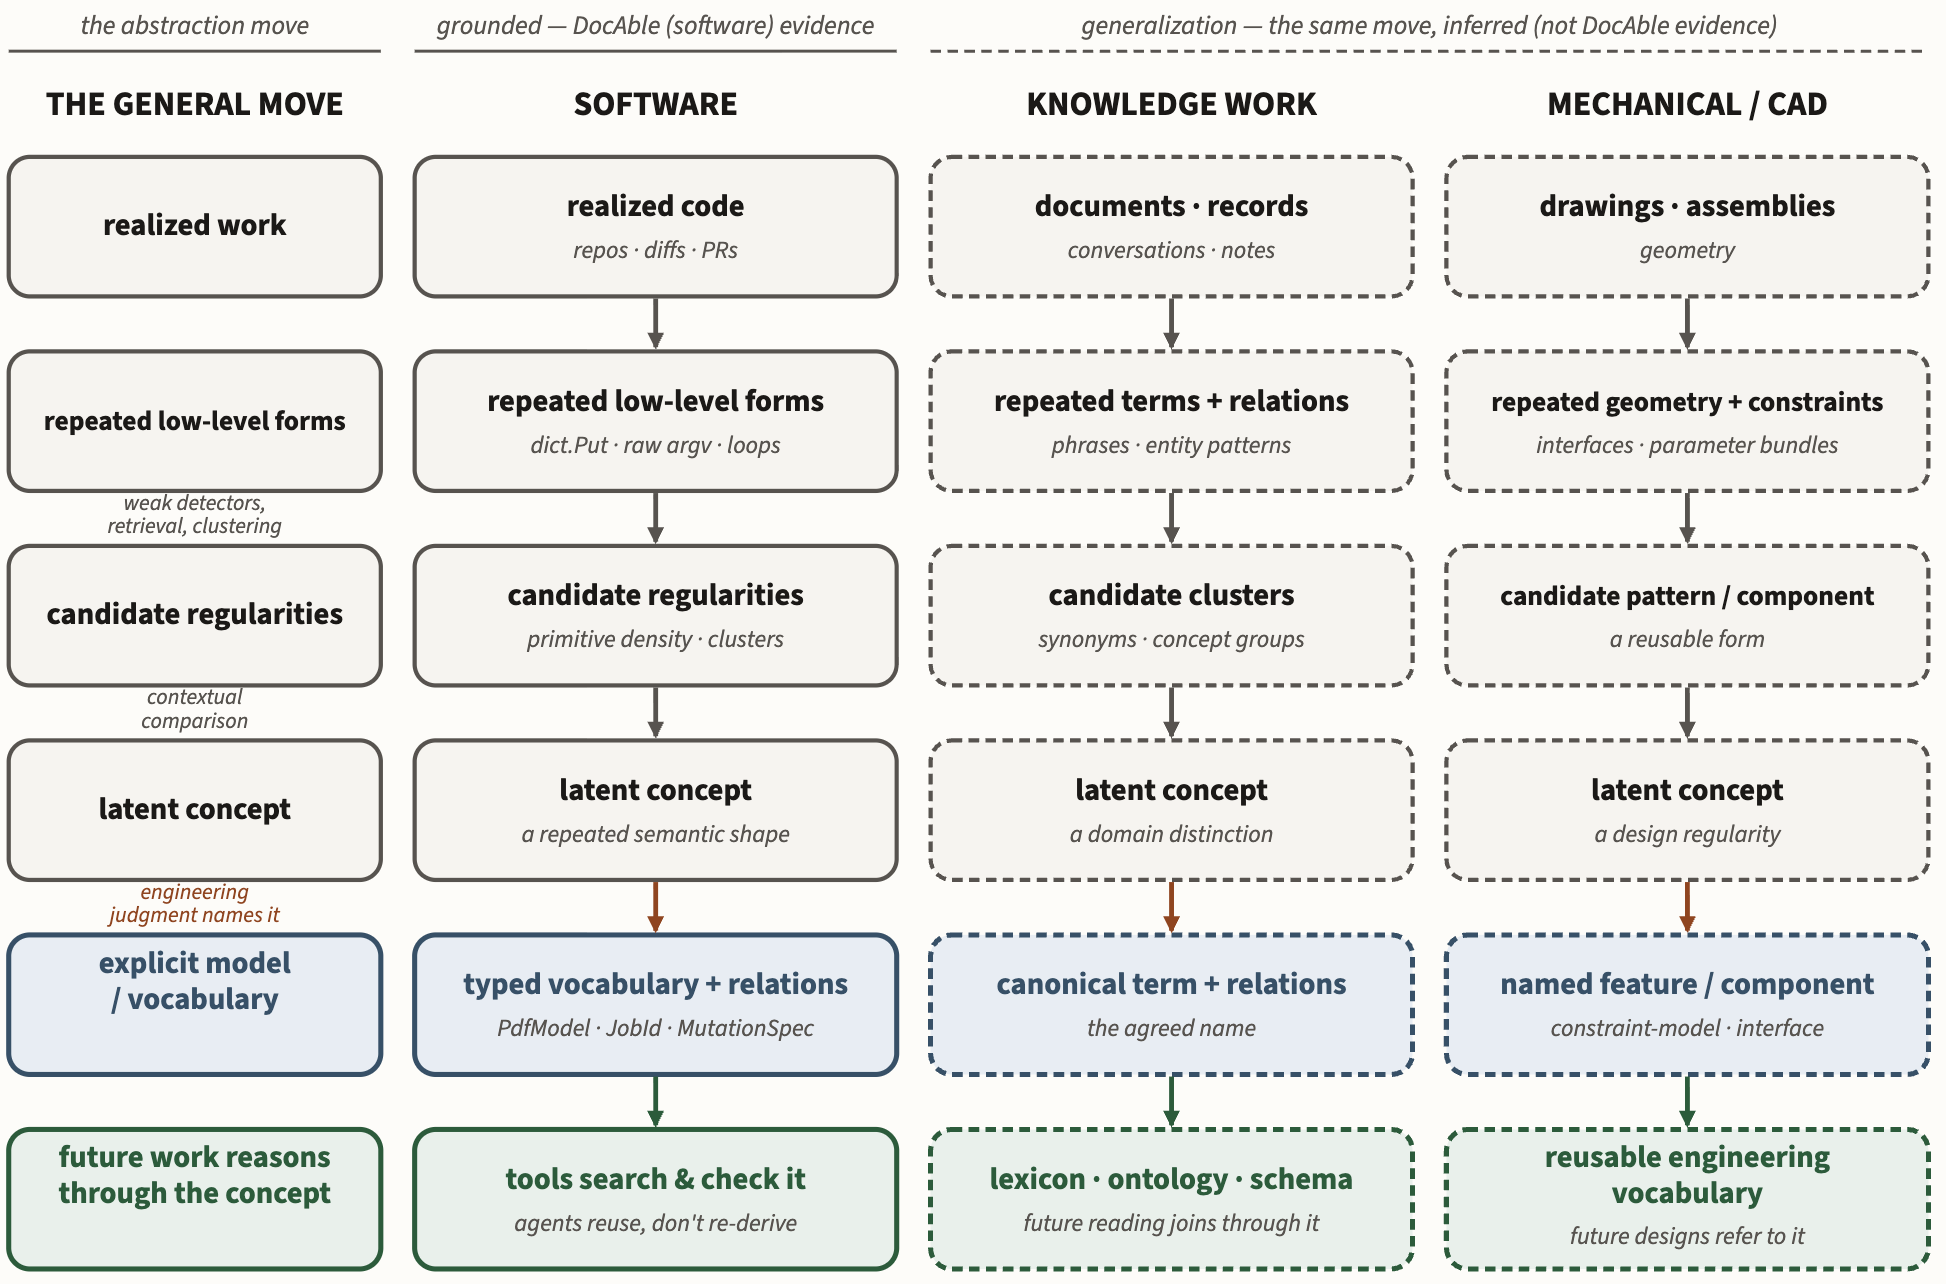 the abstraction move
grounded — DocAble (software) evidence
generalization — the same move, inferred (not DocAble evidence)
THE GENERAL MOVE
SOFTWARE
KNOWLEDGE WORK
MECHANICAL / CAD
realized work
realized code
repos · diffs · PRs
documents · records
conversations · notes
drawings · assemblies
geometry
repeated low-level forms
repeated low-level forms
dict.Put · raw argv · loops
repeated terms + relations
phrases · entity patterns
repeated geometry + constraints
interfaces · parameter bundles
weak detectors,
retrieval, clustering
candidate regularities
candidate regularities
primitive density · clusters
candidate clusters
synonyms · concept groups
candidate pattern / component
a reusable form
contextual
comparison
latent concept
latent concept
a repeated semantic shape
latent concept
a domain distinction
latent concept
a design regularity
engineering
judgment names it
explicit model
/ vocabulary
typed vocabulary + relations
PdfModel · JobId · MutationSpec
canonical term + relations
the agreed name
named feature / component
constraint-model · interface
future work reasons
through the concept
tools search & check it
agents reuse, don't re-derive
lexicon · ontology · schema
future reading joins through it
reusable engineering
vocabulary
future designs refer to it